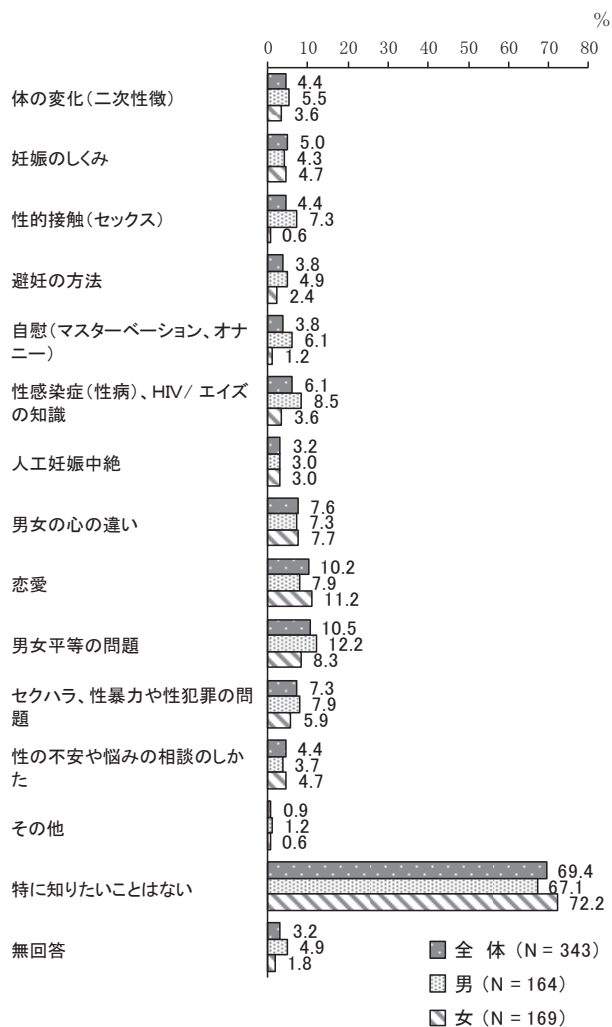 %
0 10 20 30 40 50 60 70 80
体の変化(二次性徴)
4.4
5.5
3.6
妊娠のしくみ
5.0
4.3
4.7
性的接触(セックス)
4.4
7.3
0.6
避妊の方法
3.8
4.9
2.4
自慰(マスターベーション、オナ
ニー)
3.8
6.1
1.2
性感染症(性病)、HIV/ エイズ
の知識
6.1
8.5
3.6
人工妊娠中絶
3.2
3.0
3.0
男女の心の違い
7.6
7.3
7.7
恋愛
10.2
7.9
11.2
男女平等の問題
10.5
12.2
8.3
セクハラ、性暴力や性犯罪の問
題
7.3
7.9
5.9
性の不安や悩みの相談のしか
た
4.4
3.7
4.7
その他
0.9
1.2
0.6
特に知りたいことはない
69.4
67.1
72.2
無回答
3.2
4.9
1.8
全 体 (N = 343)
男 (N = 164)
女 (N = 169)